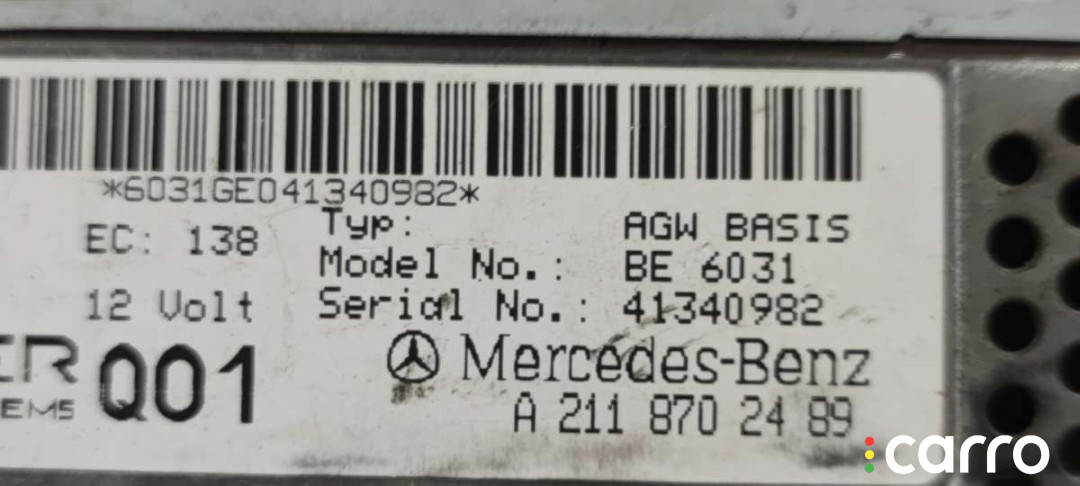 *6031GE041340982*
EC: 138
Typ: AGW BASIS
Model No.: BE 6031
12 Volt
Serial No.: 41340982
Q01
Mercedes-Benz
A 211 870 24 89
carro